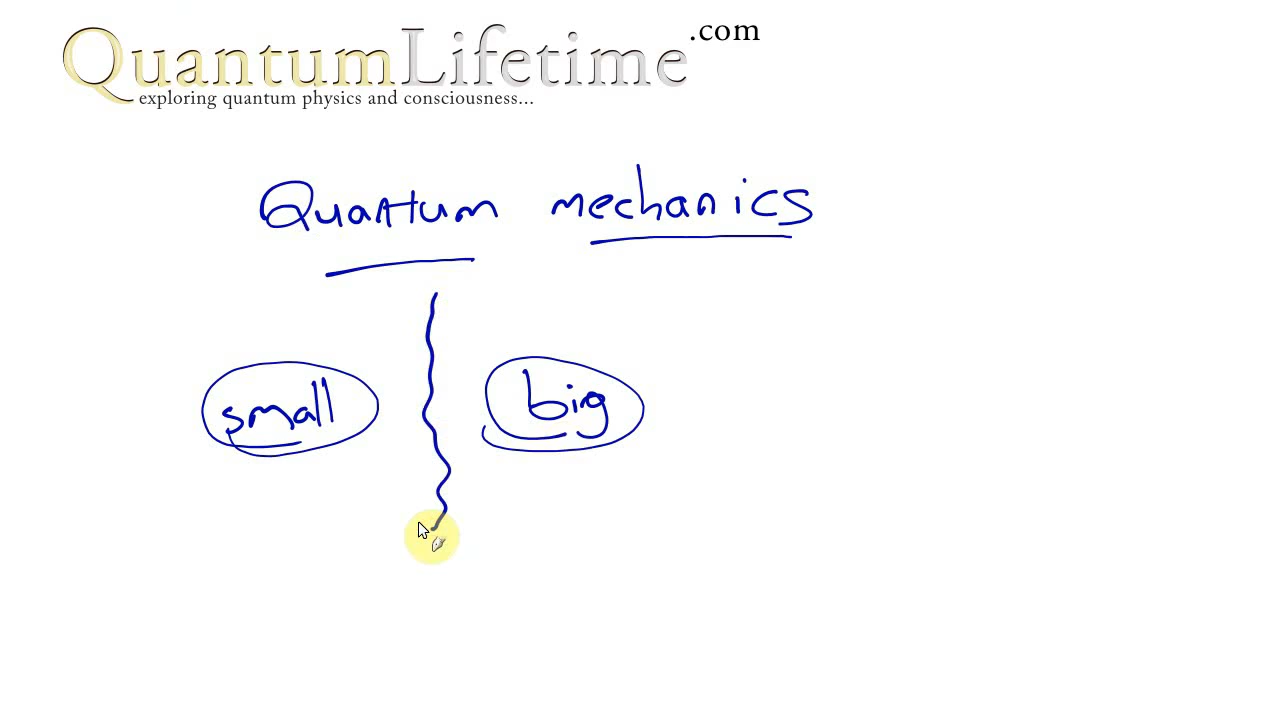 QuantumLifetime.com
exploring quantum physics and consciousness...
Quantum mechanics
small big